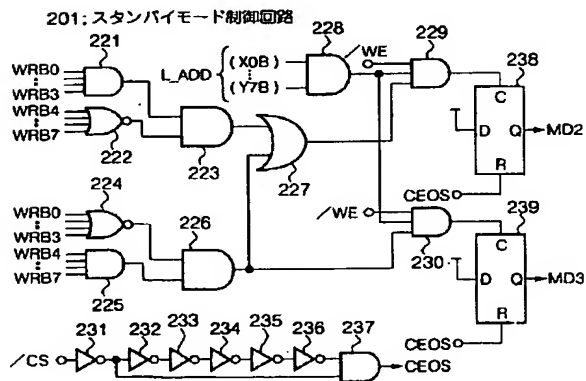 201; スタンバイモード制御回路
221
WRB0
WRB3
WRB4
WRB7
222
223
L_ADD
(X0B)
(Y7B)
228
/WE
229
227
238
C
D
Q
R
MD2
CEOS
224
WRB0
WRB3
WRB4
WRB7
225
226
/WE
230
239
C
D
Q
R
MD3
CEOS
/CS
231
232
233
234
235
236
237
CEOS